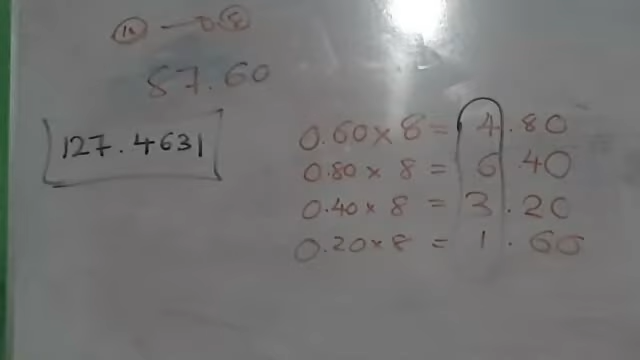 10 → 8
87.60
127.4631
0.60 x 8 = 4.80
0.80 x 8 = 6.40
0.40 x 8 = 3.20
0.20 x 8 = 1.60